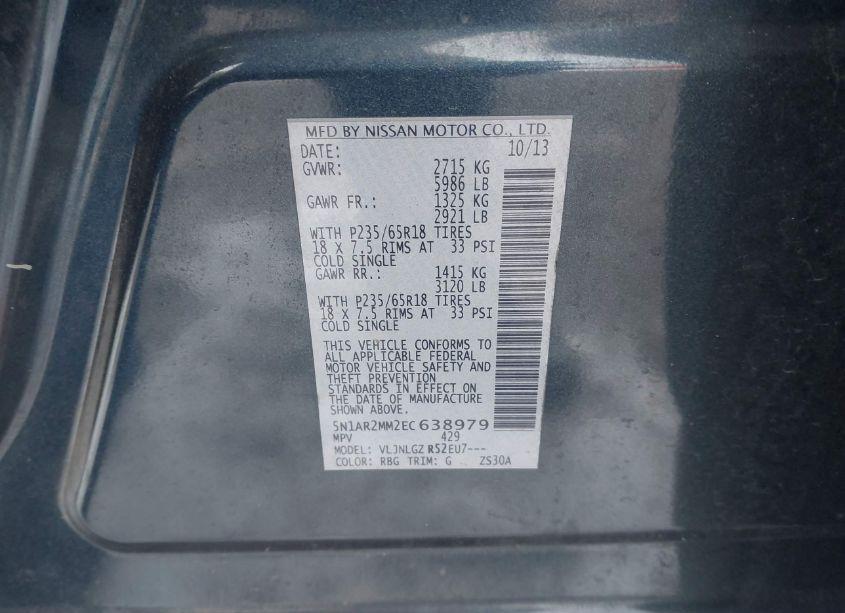 MFD BY NISSAN MOTOR CO., LTD.
DATE: 10/13
GVWR: 2715 KG
5986 LB
GAWR FR.: 1325 KG
2921 LB
WITH P235/65R18 TIRES
18 X 7.5 RIMS AT 33 PSI
COLD SINGLE
GAWR RR.: 1415 KG
3120 LB
WITH P235/65R18 TIRES
18 X 7.5 RIMS AT 33 PSI
COLD SINGLE
THIS VEHICLE CONFORMS TO
ALL APPLICABLE FEDERAL
MOTOR VEHICLE SAFETY AND
THEFT PREVENTION
STANDARDS IN EFFECT ON
THE DATE OF MANUFACTURE
SHOWN ABOVE.
5N1AR2MM2EC638979
MPV 429
MODEL: VLJNLGZ R52EU7---
COLOR: RBG TRIM: G ZS30A